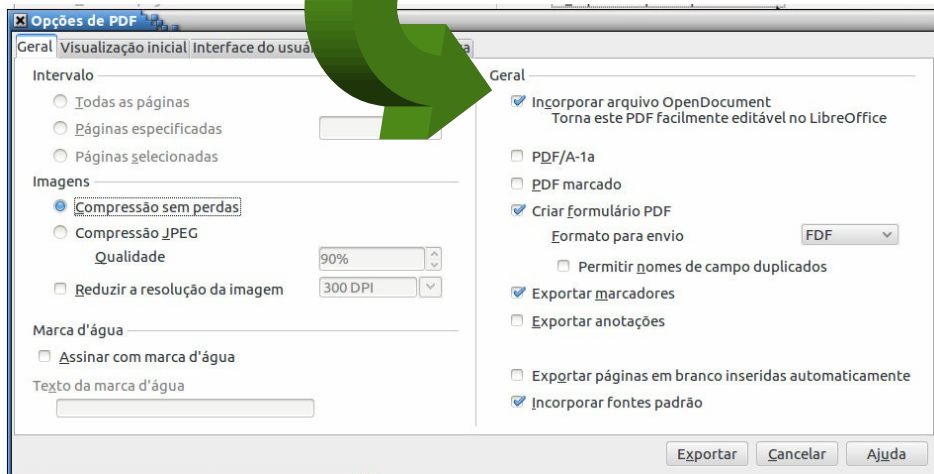 Opções de PDF
Geral Visualização inicial Interface do usuá
Intervalo
Todas as páginas
Páginas especificadas
Páginas selecionadas
Imagens
Compressão sem perdas
Compressão JPEG
Qualidade 90%
Reduzir a resolução da imagem 300 DPI
Marca d'água
Assinar com marca d'água
Texto da marca d'água
Geral
Incorporar arquivo OpenDocument
Torna este PDF facilmente editável no LibreOffice
PDF/A-1a
PDF marcado
Criar formulário PDF
Formato para envio FDF
Permitir nomes de campo duplicados
Exportar marcadores
Exportar anotações
Exportar páginas em branco inseridas automaticamente
Incorporar fontes padrão
Exportar Cancelar Ajuda